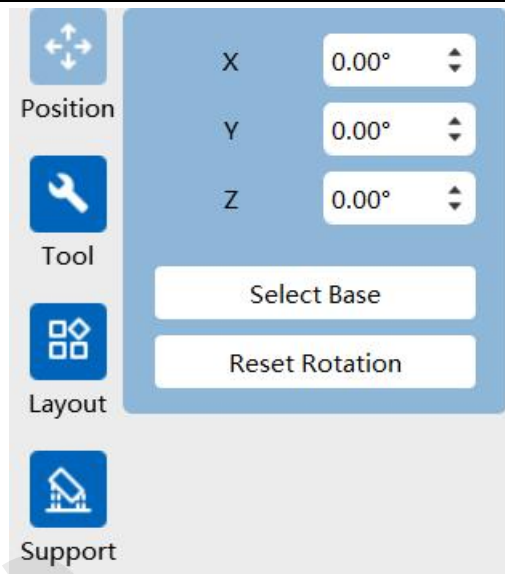 Position
X 0.00°
Y 0.00°
Z 0.00°
Tool
Select Base
Reset Rotation
Layout
Support